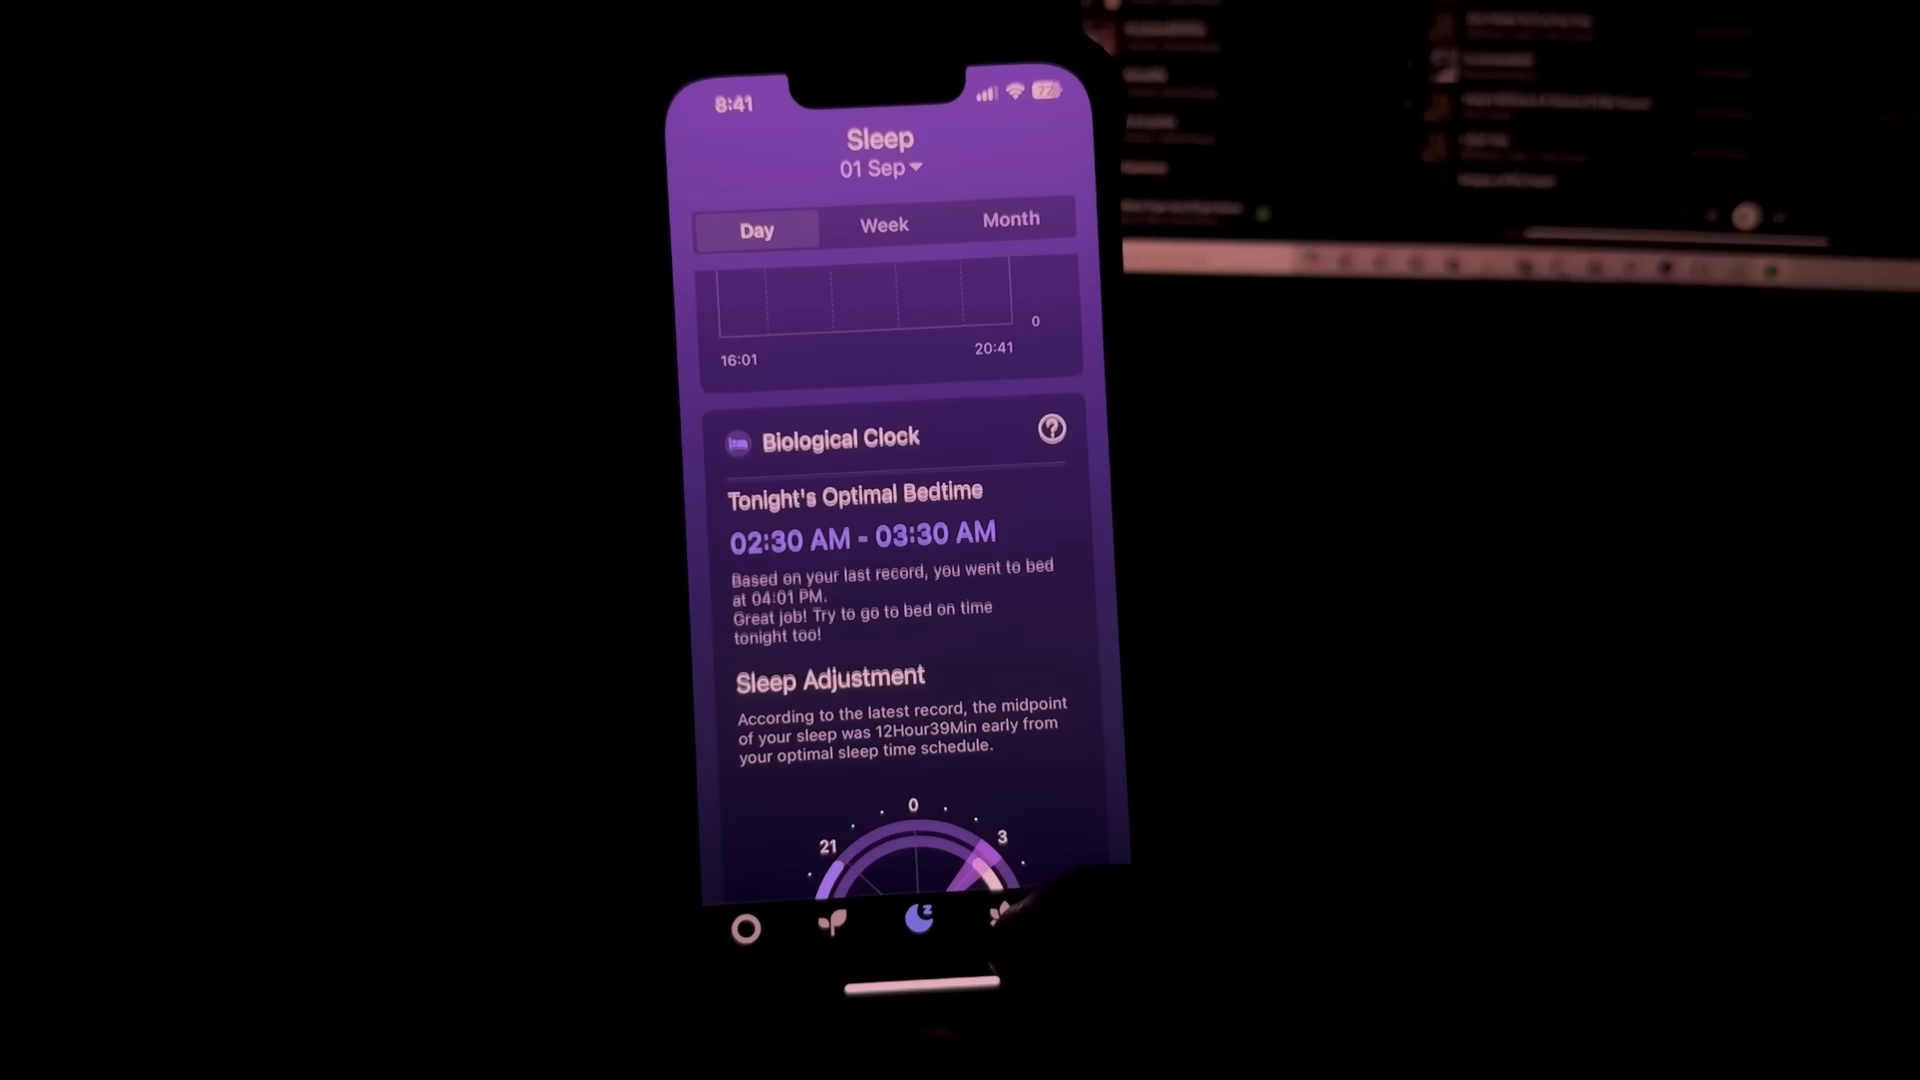 8:41
72
Sleep
01 Sep
Day Week Month
0
16:01 20:41
Biological Clock
?
Tonight's Optimal Bedtime
02:30 AM - 03:30 AM
Based on your last record, you went to bed
at 04:01 PM.
Great job! Try to go to bed on time
tonight too!
Sleep Adjustment
According to the latest record, the midpoint
of your sleep was 12Hour39Min early from
your optimal sleep time schedule.
0
21 3
z